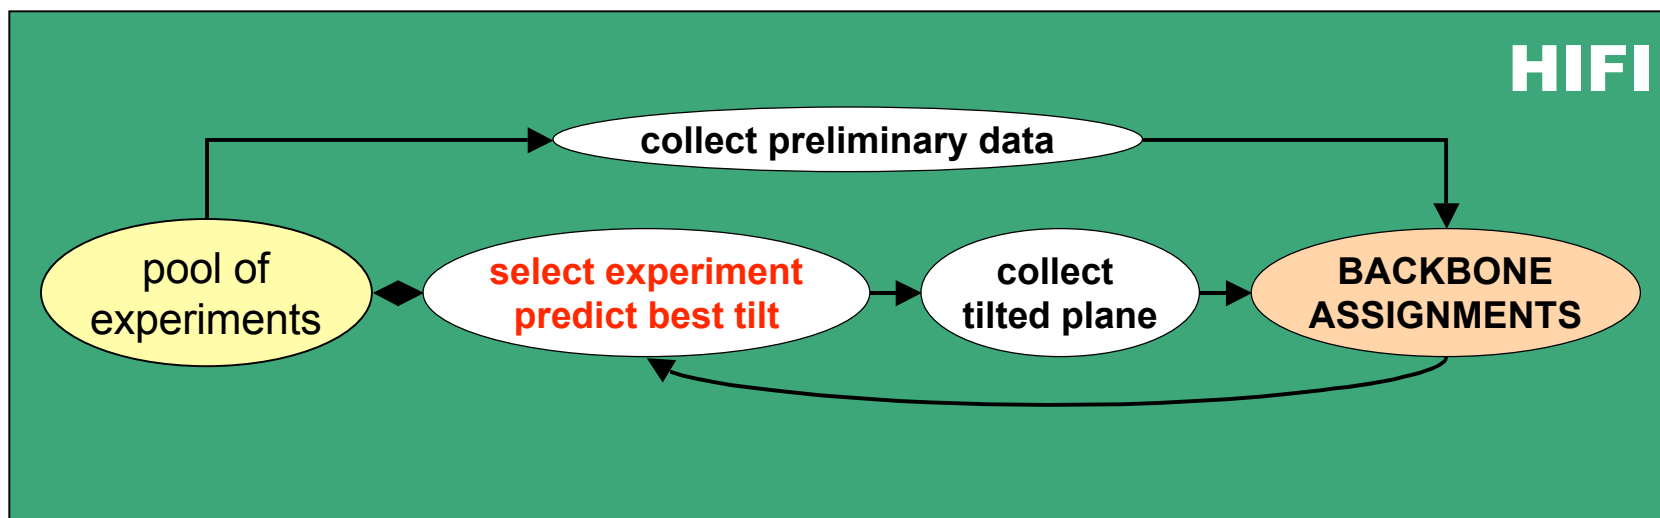 HIFI
collect preliminary data
pool of
experiments
select experiment
predict best tilt
collect
tilted plane
BACKBONE
ASSIGNMENTS